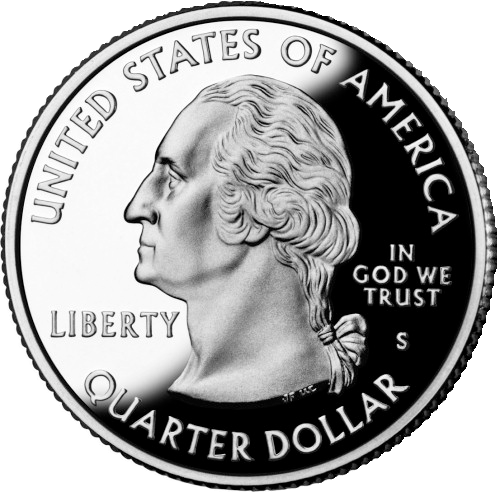 UNITED STATES OF AMERICA
LIBERTY
IN
GOD WE
TRUST
S
QUARTER DOLLAR